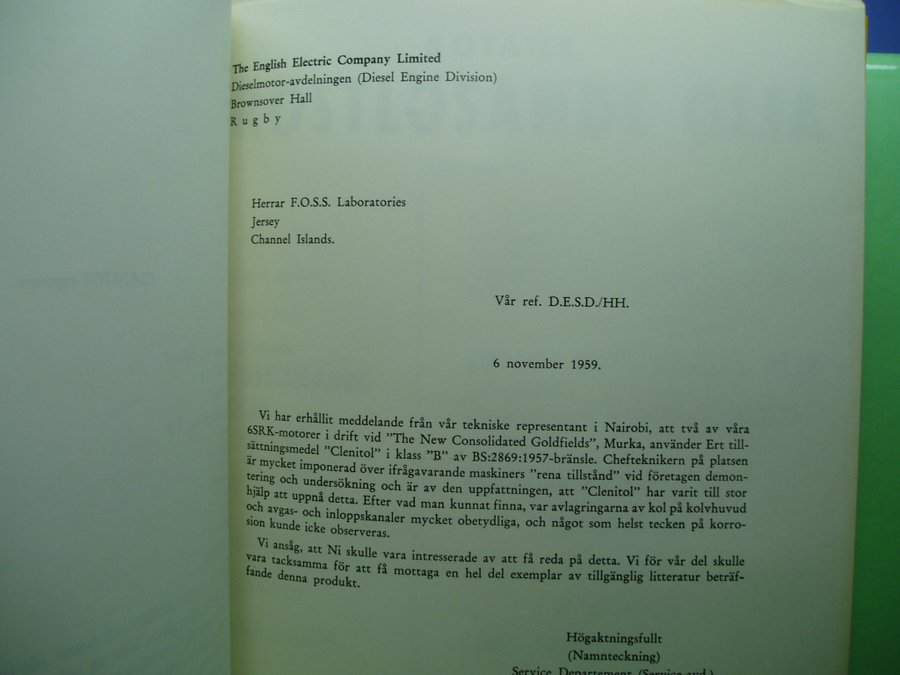 The English Electric Company Limited
Dieselmotor-avdelningen (Diesel Engine Division)
Brownsover Hall
Rugby
Herrar F.O.S.S. Laboratories
Jersey
Channel Islands.
Vår ref. D.E.S.D./HH.
6 november 1959.
Vi har erhållit meddelande från vår tekniske representant i Nairobi, att två av våra
6SRK-motorer i drift vid "The New Consolidated Goldfields", Murka, använder Ert till-
sättningsmedel "Clenitol" i klass "B" av BS:2869:1957-bränsle. Chefteknikern på platsen
är mycket imponerad över ifrågavarande maskiners "rena tillstånd" vid företagen demon-
tering och undersökning och är av den uppfattningen, att "Clenitol" har varit till stor
hjälp att uppnå detta. Efter vad man kunnat finna, var avlagringarna av kol på kolvhuvud
och avgas- och inloppskanaler mycket obetydliga, och något som helst tecken på korro-
sion kunde icke observeras.
Vi ansåg, att Ni skulle vara intresserade av att få reda på detta. Vi för vår del skulle
vara tacksamma för att få mottaga en hel del exemplar av tillgänglig litteratur beträf-
fande denna produkt.
Högaktningsfullt
(Namnteckning)
Service Departement (Service avd.)